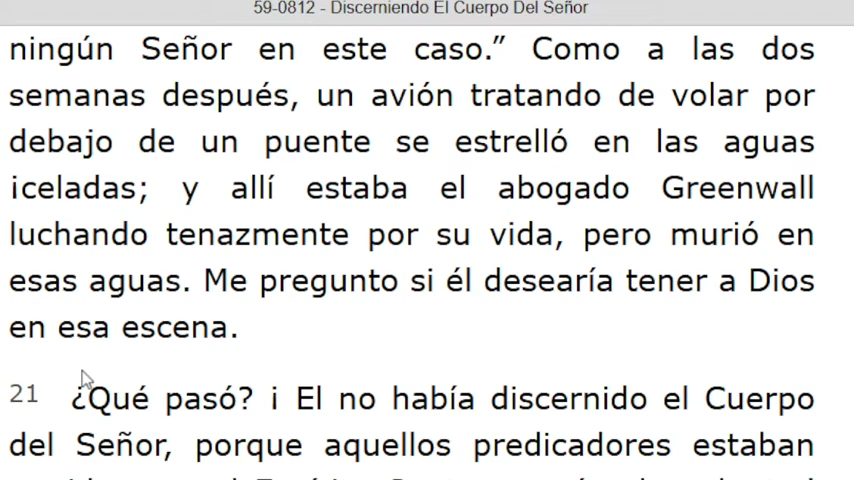 59-0812 - Discerniendo El Cuerpo Del Señor
ningún Señor en este caso.” Como a las dos
semanas después, un avión tratando de volar por
debajo de un puente se estrelló en las aguas
iceladas; y allí estaba el abogado Greenwall
luchando tenazmente por su vida, pero murió en
esas aguas. Me pregunto si él desearía tener a Dios
en esa escena.
21 ¿Qué pasó? ¡ El no había discernido el Cuerpo
del Señor, porque aquellos predicadores estaban